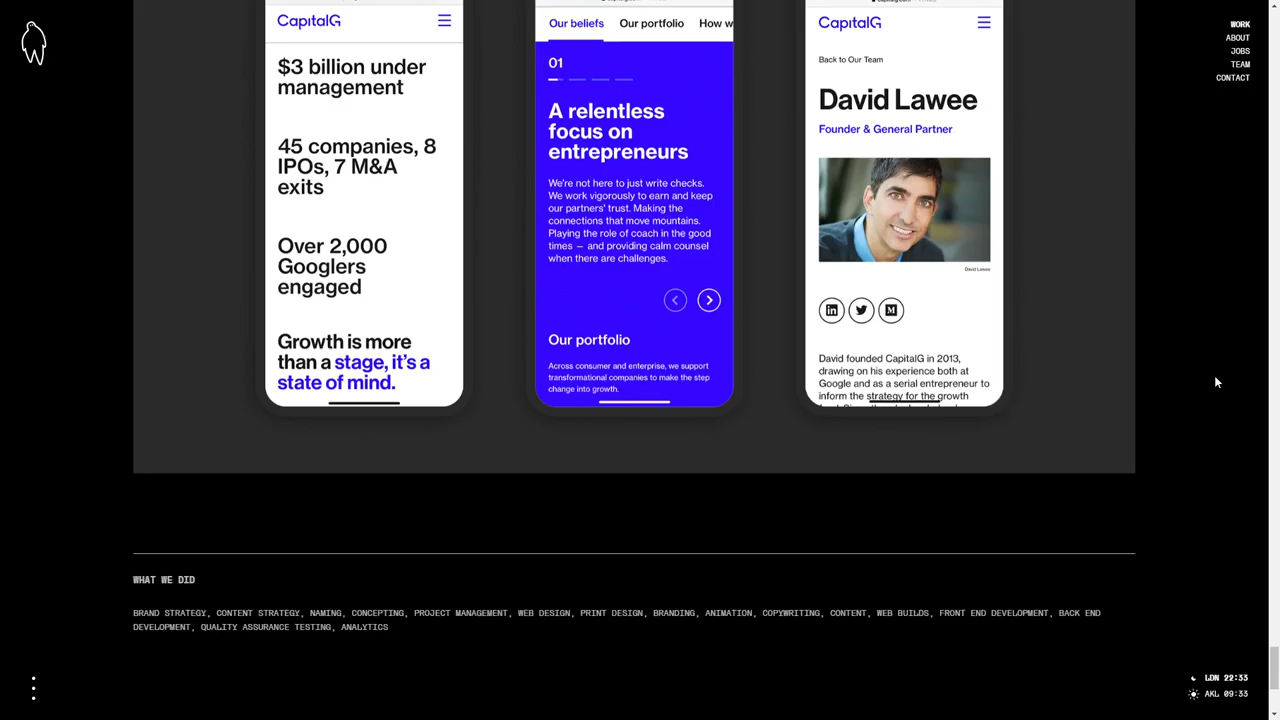 WORK
ABOUT
JOBS
TEAM
CONTACT
CapitalG
$3 billion under
management
45 companies, 8
IPOs, 7 M&A
exits
Over 2,000
Googlers
engaged
Growth is more
than a stage, it's a
state of mind.
Our beliefs Our portfolio How w
01
A relentless
focus on
entrepreneurs
We're not here to just write checks.
We work vigorously to earn and keep
our partners' trust. Making the
connections that move mountains.
Playing the role of coach in the good
times – and providing calm counsel
when there are challenges.
Our portfolio
Across consumer and enterprise, we support
transformational companies to make the step
change into growth.
CapitalG
Back to Our Team
David Lawee
Founder & General Partner
David Lawee
David founded CapitalG in 2013,
drawing on his experience both at
Google and as a serial entrepreneur to
inform the strategy for the growth
WHAT WE DID
BRAND STRATEGY, CONTENT STRATEGY, NAMING, CONCEPTING, PROJECT MANAGEMENT, WEB DESIGN, PRINT DESIGN, BRANDING, ANIMATION, COPYWRITING, CONTENT, WEB BUILDS, FRONT END DEVELOPMENT, BACK END
DEVELOPMENT, QUALITY ASSURANCE TESTING, ANALYTICS
LDN 22:33
AKL 09:33